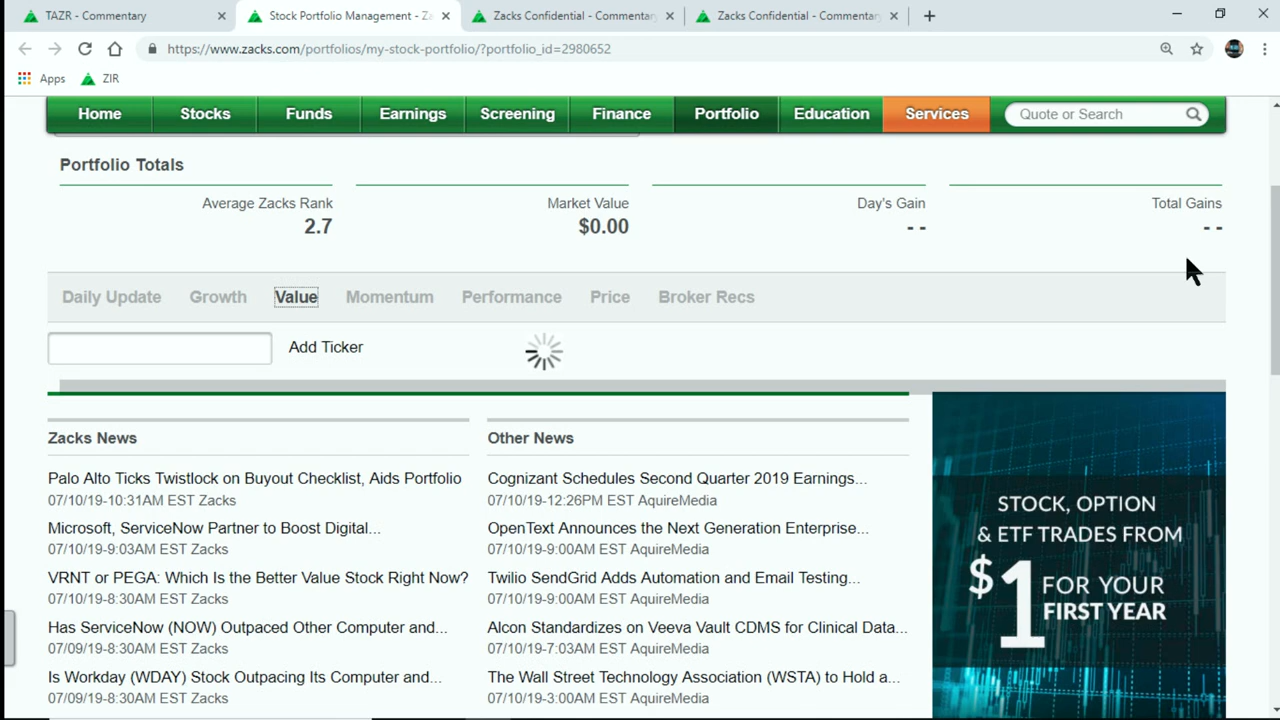 TAZR - Commentary
Stock Portfolio Management - Z
Zacks Confidential - Commentary
Zacks Confidential - Commentary
https://www.zacks.com/portfolios/my-stock-portfolio/?portfolio_id=2980652
Apps
ZIR
Home
Stocks
Funds
Earnings
Screening
Finance
Portfolio
Education
Services
Quote or Search
Portfolio Totals
Average Zacks Rank
2.7
Market Value
$0.00
Day's Gain
- -
Total Gains
- -
Daily Update
Growth
Value
Momentum
Performance
Price
Broker Recs
Add Ticker
Zacks News
Palo Alto Ticks Twistlock on Buyout Checklist, Aids Portfolio
07/10/19-10:31AM EST Zacks
Microsoft, ServiceNow Partner to Boost Digital...
07/10/19-9:03AM EST Zacks
VRNT or PEGA: Which Is the Better Value Stock Right Now?
07/10/19-8:30AM EST Zacks
Has ServiceNow (NOW) Outpaced Other Computer and...
07/09/19-8:30AM EST Zacks
Is Workday (WDAY) Stock Outpacing Its Computer and...
07/09/19-8:30AM EST Zacks
Other News
Cognizant Schedules Second Quarter 2019 Earnings...
07/10/19-12:26PM EST AquireMedia
OpenText Announces the Next Generation Enterprise...
07/10/19-9:00AM EST AquireMedia
Twilio SendGrid Adds Automation and Email Testing...
07/10/19-9:00AM EST AquireMedia
Alcon Standardizes on Veeva Vault CDMS for Clinical Data...
07/10/19-7:03AM EST AquireMedia
The Wall Street Technology Association (WSTA) to Hold a...
07/10/19-3:00AM EST AquireMedia
STOCK, OPTION
& ETF TRADES FROM
$1 FOR YOUR
FIRST YEAR